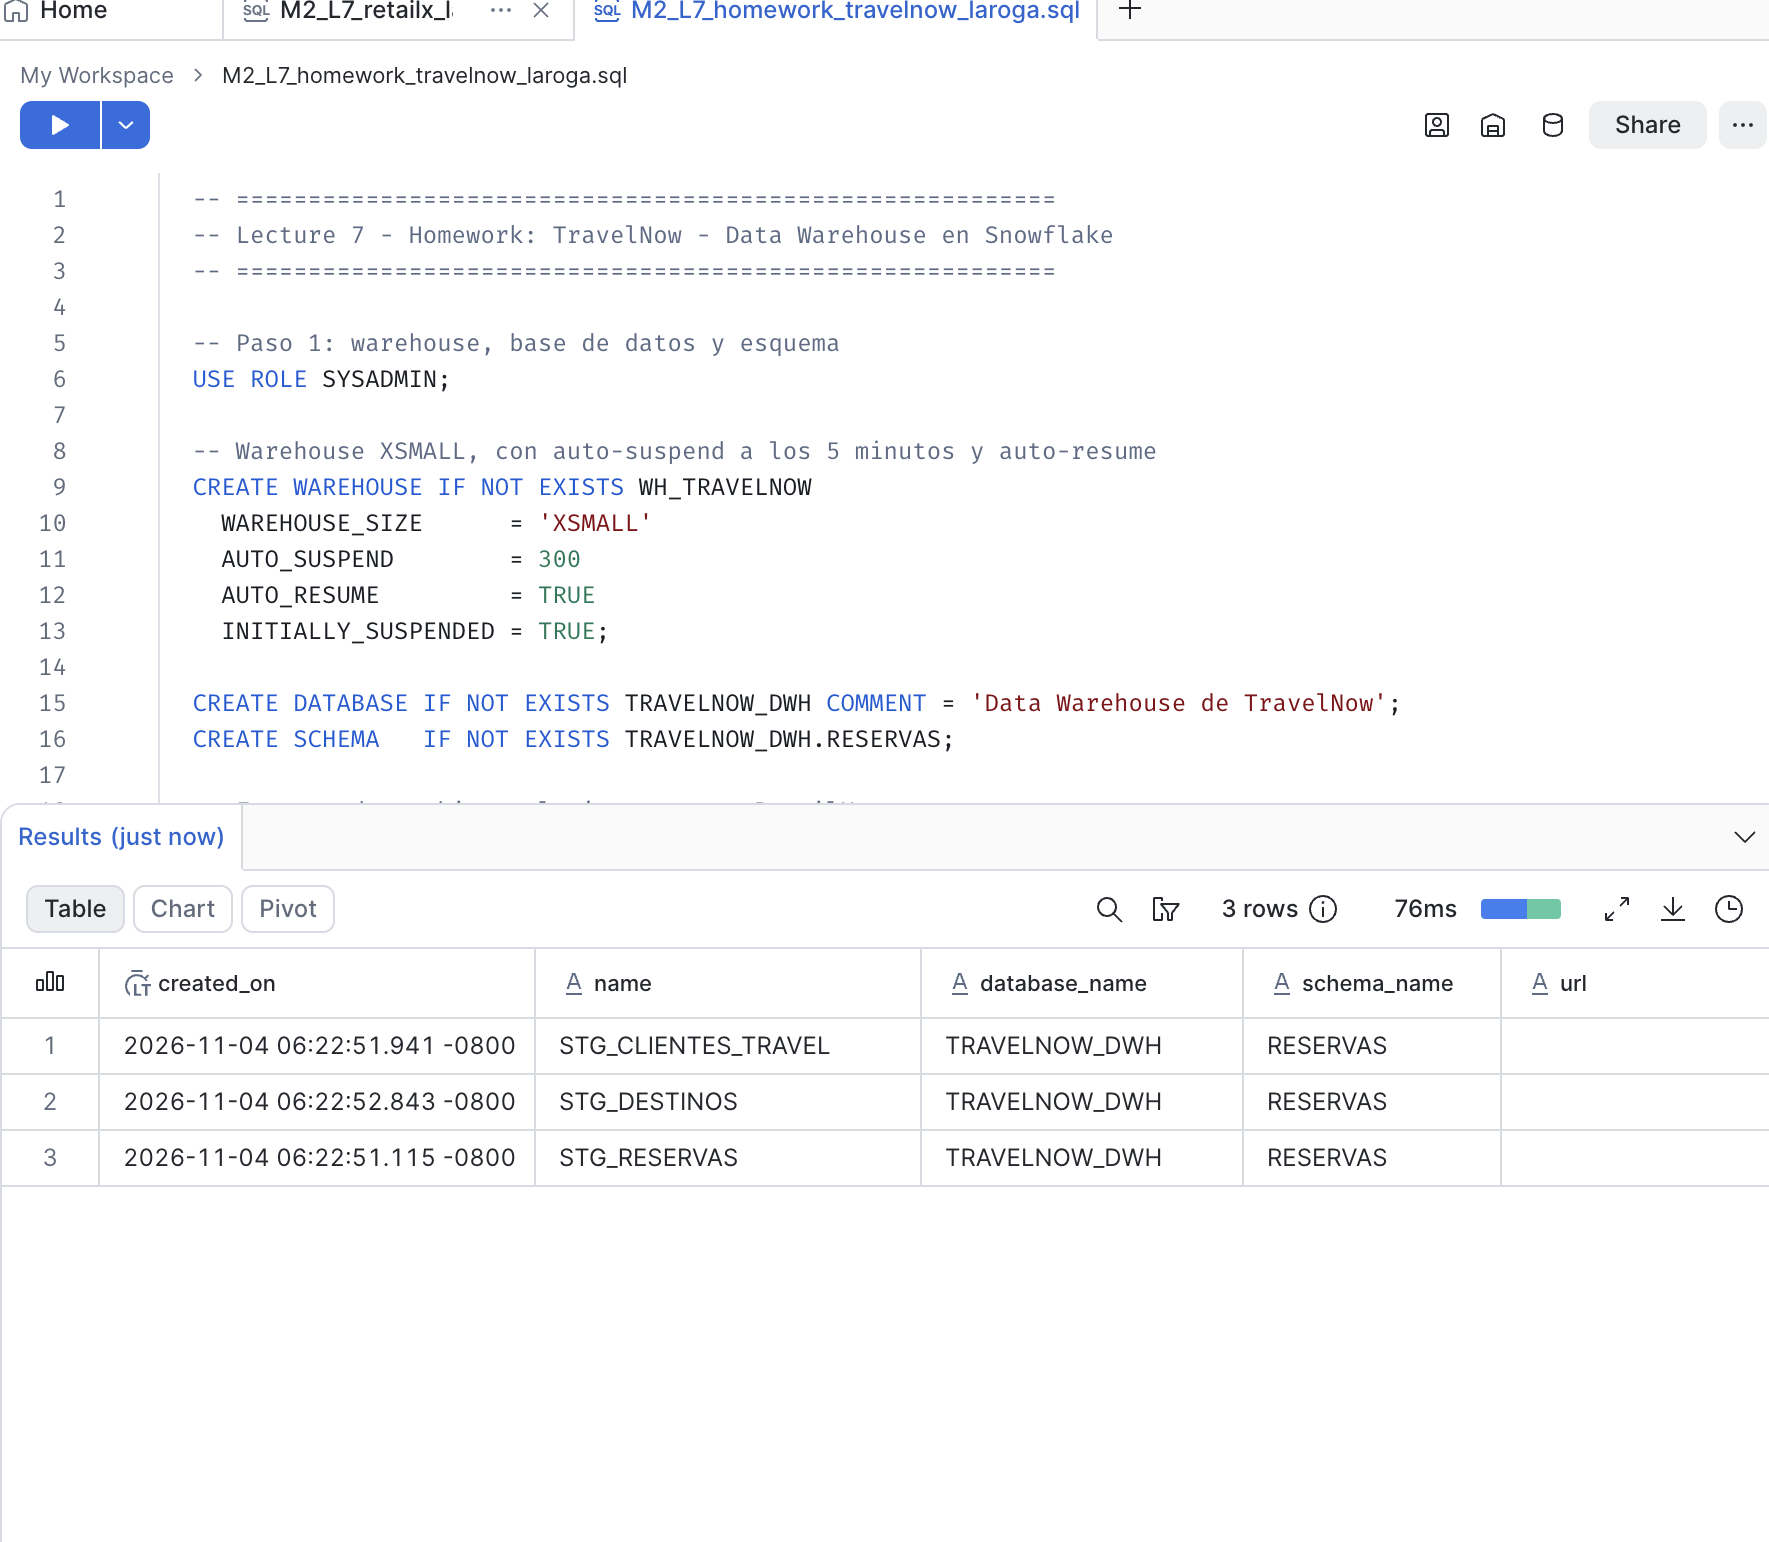 Home
SQL M2_L7_retailx_l
SQL M2_L7_homework_travelnow_laroga.sql
My Workspace > M2_L7_homework_travelnow_laroga.sql
Share
1 -- =========================================================
2 -- Lecture 7 - Homework: TravelNow - Data Warehouse en Snowflake
3 -- =========================================================
4
5 -- Paso 1: warehouse, base de datos y esquema
6 USE ROLE SYSADMIN;
7
8 -- Warehouse XSMALL, con auto-suspend a los 5 minutos y auto-resume
9 CREATE WAREHOUSE IF NOT EXISTS WH_TRAVELNOW
10 WAREHOUSE_SIZE = 'XSMALL'
11 AUTO_SUSPEND = 300
12 AUTO_RESUME = TRUE
13 INITIALLY_SUSPENDED = TRUE;
14
15 CREATE DATABASE IF NOT EXISTS TRAVELNOW_DWH COMMENT = 'Data Warehouse de TravelNow';
16 CREATE SCHEMA IF NOT EXISTS TRAVELNOW_DWH.RESERVAS;
17
Results (just now)
Table Chart Pivot 3 rows 76ms
created_on A name A database_name A schema_name A url
1 2026-11-04 06:22:51.941 -0800 STG_CLIENTES_TRAVEL TRAVELNOW_DWH RESERVAS
2 2026-11-04 06:22:52.843 -0800 STG_DESTINOS TRAVELNOW_DWH RESERVAS
3 2026-11-04 06:22:51.115 -0800 STG_RESERVAS TRAVELNOW_DWH RESERVAS